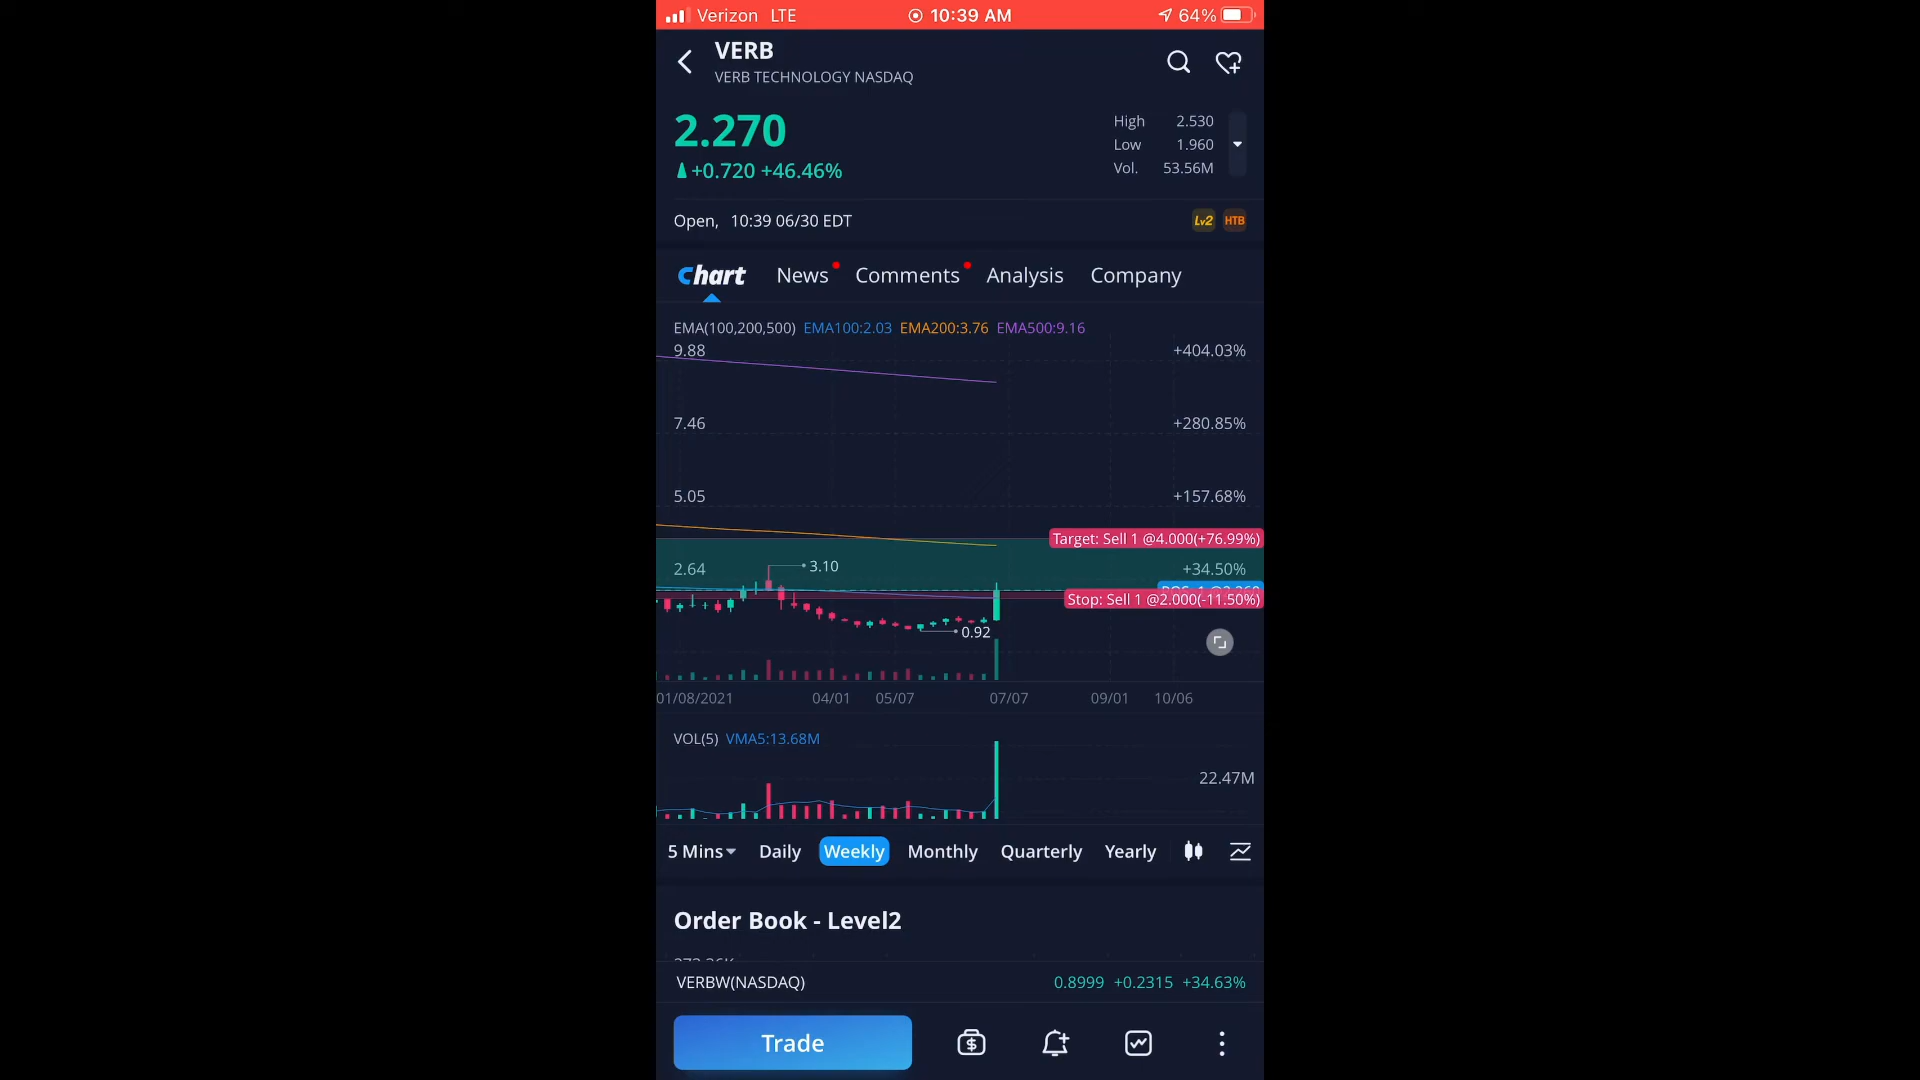 Verizon LTE 10:39 AM 64%
VERB
VERB TECHNOLOGY NASDAQ
2.270
+0.720 +46.46%
High 2.530
Low 1.960
Vol. 53.56M
Open, 10:39 06/30 EDT
Lv2 HTB
Chart News Comments Analysis Company
EMA(100,200,500) EMA100:2.03 EMA200:3.76 EMA500:9.16
9.88 +404.03%
7.46 +280.85%
5.05 +157.68%
Target: Sell 1 @4.000(+76.99%)
3.10
2.64 +34.50%
Stop: Sell 1 @2.000(-11.50%)
0.92
01/08/2021 04/01 05/07 07/07 09/01 10/06
VOL(5) VMA5:13.68M
22.47M
5 Mins Daily Weekly Monthly Quarterly Yearly
Order Book - Level2
VERBW(NASDAQ) 0.8999 +0.2315 +34.63%
Trade